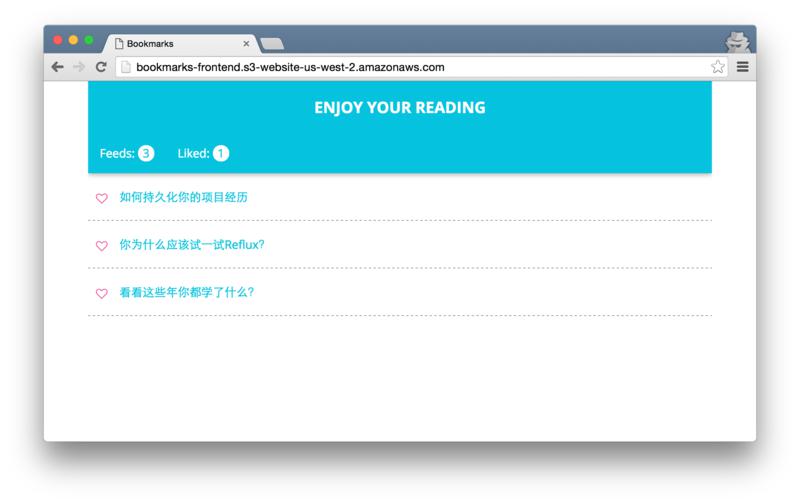 Bookmarks
bookmarks-frontend.s3-website-us-west-2.amazonaws.com
ENJOY YOUR READING
Feeds: 3 Liked: 1
如何持久化你的项目经历
你为什么应该试一试Reflux?
看看这些年你都学了什么?